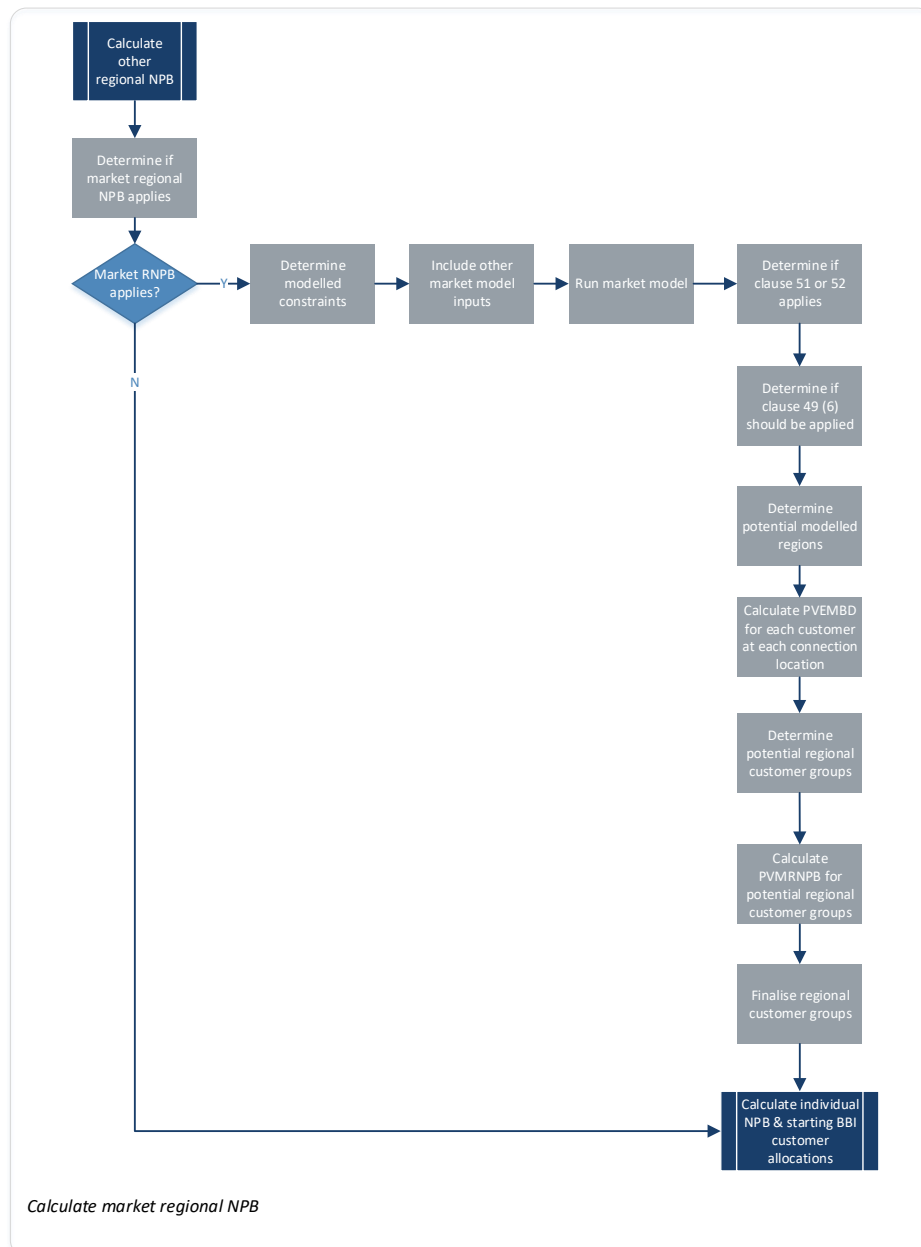 Calculate
other
regional NPB
Determine if
market regional
NPB applies
Market RNPB
applies?
Y
N
Determine
modelled
constraints
Include other
market model
inputs
Run market model
Determine if
clause 51 or 52
applies
Determine if
clause 49 (6)
should be applied
Determine
potential modelled
regions
Calculate PVEMBD
for each customer
at each connection
location
Determine
potential regional
customer groups
Calculate
PVMRNPB for
potential regional
customer groups
Finalise regional
customer groups
Calculate individual
NPB & starting BBI
customer
allocations
Calculate market regional NPB